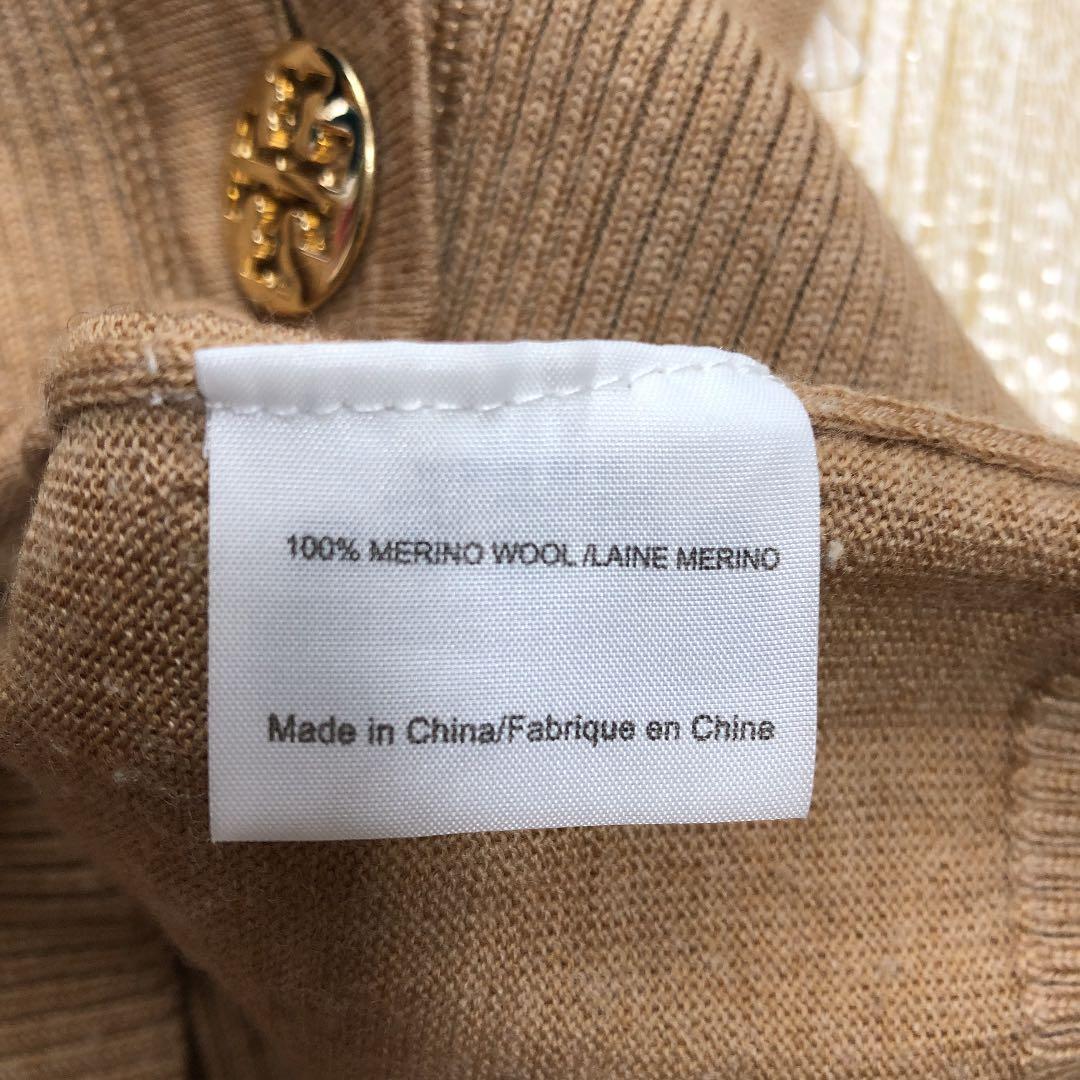 100% MERINO WOOL/LAINE MERINO
Made in China/Fabrique en Chine